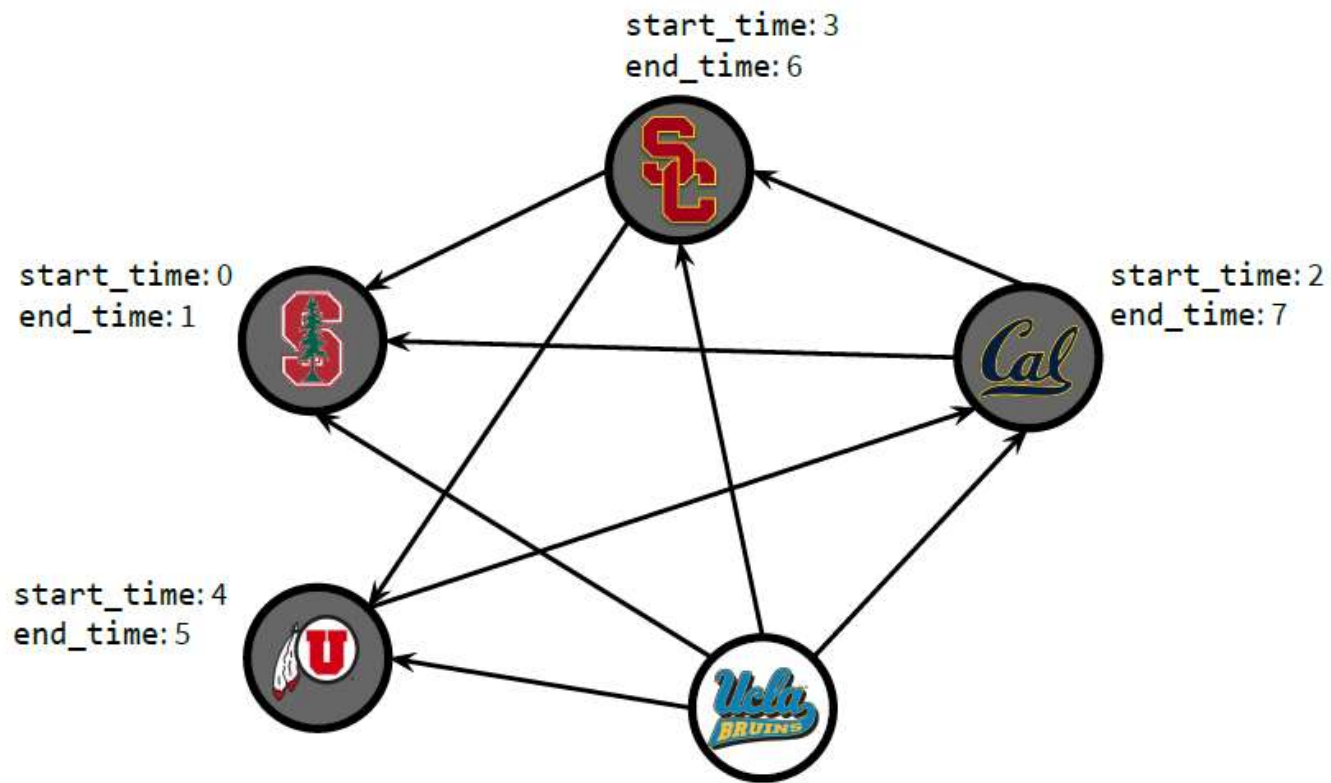 start_time: 3
end_time: 6
SC
start_time: 0
end_time: 1
S
start_time: 2
end_time: 7
Cal
start_time: 4
end_time: 5
U
Ucla
BRUINS